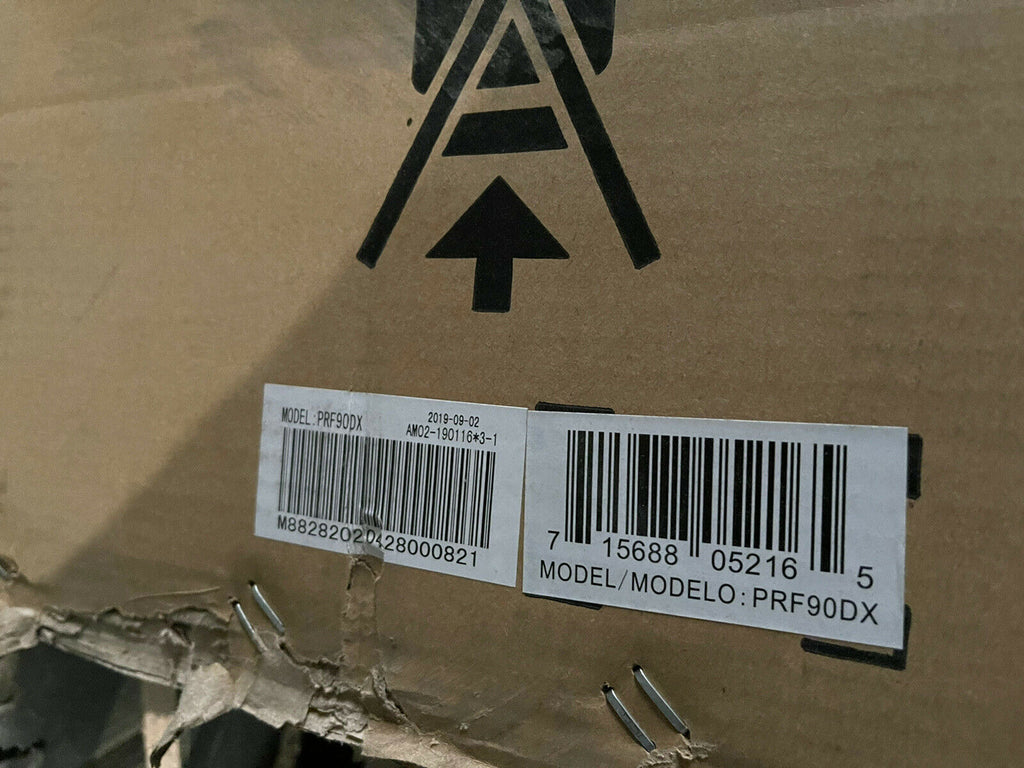 MODEL:PRF90DX
2019-09-02
AM02-190116*3-1
M88282020428000821
7 15688 05216 5
MODEL/MODELO:PRF90DX